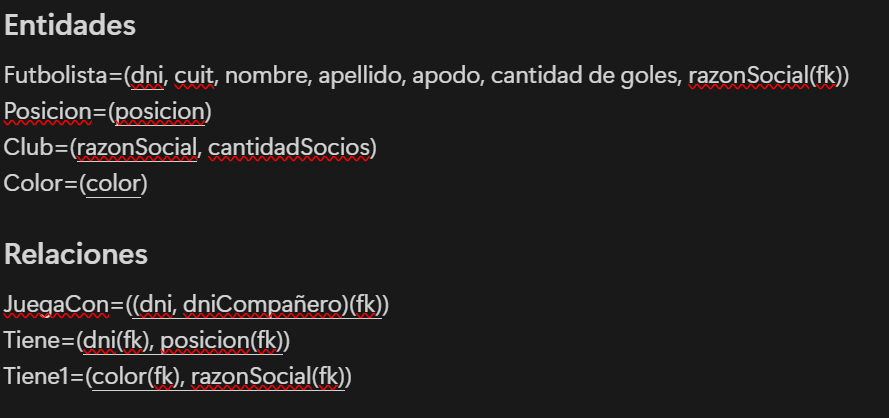 Entidades
Futbolista=(dni, cuit, nombre, apellido, apodo, cantidad de goles, razonSocial(fk))
Posicion=(posicion)
Club=(razonSocial, cantidadSocios)
Color=(color)
Relaciones
JuegaCon=((dni, dniCompañero)(fk))
Tiene=(dni(fk), posicion(fk))
Tiene1=(color(fk), razonSocial(fk))